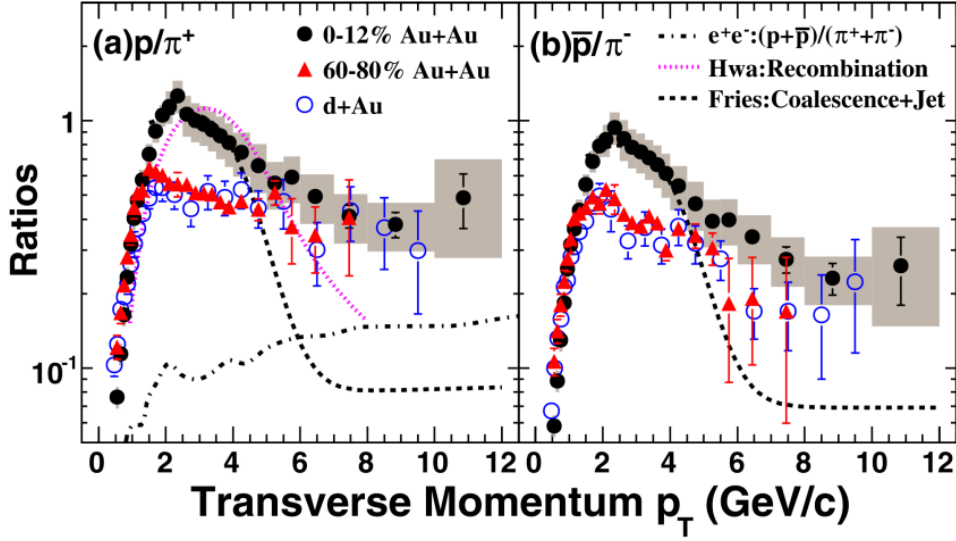 (a)p/π⁺
0-12% Au+Au
60-80% Au+Au
d+Au
(b)p̅/π⁻
e⁺e⁻:(p+p̅)/(π⁺+π⁻)
Hwa:Recombination
Fries:Coalescence+Jet
Ratios
1
10⁻¹
0 2 4 6 8 10 12 0 2 4 6 8 10 12
Transverse Momentum p_T (GeV/c)